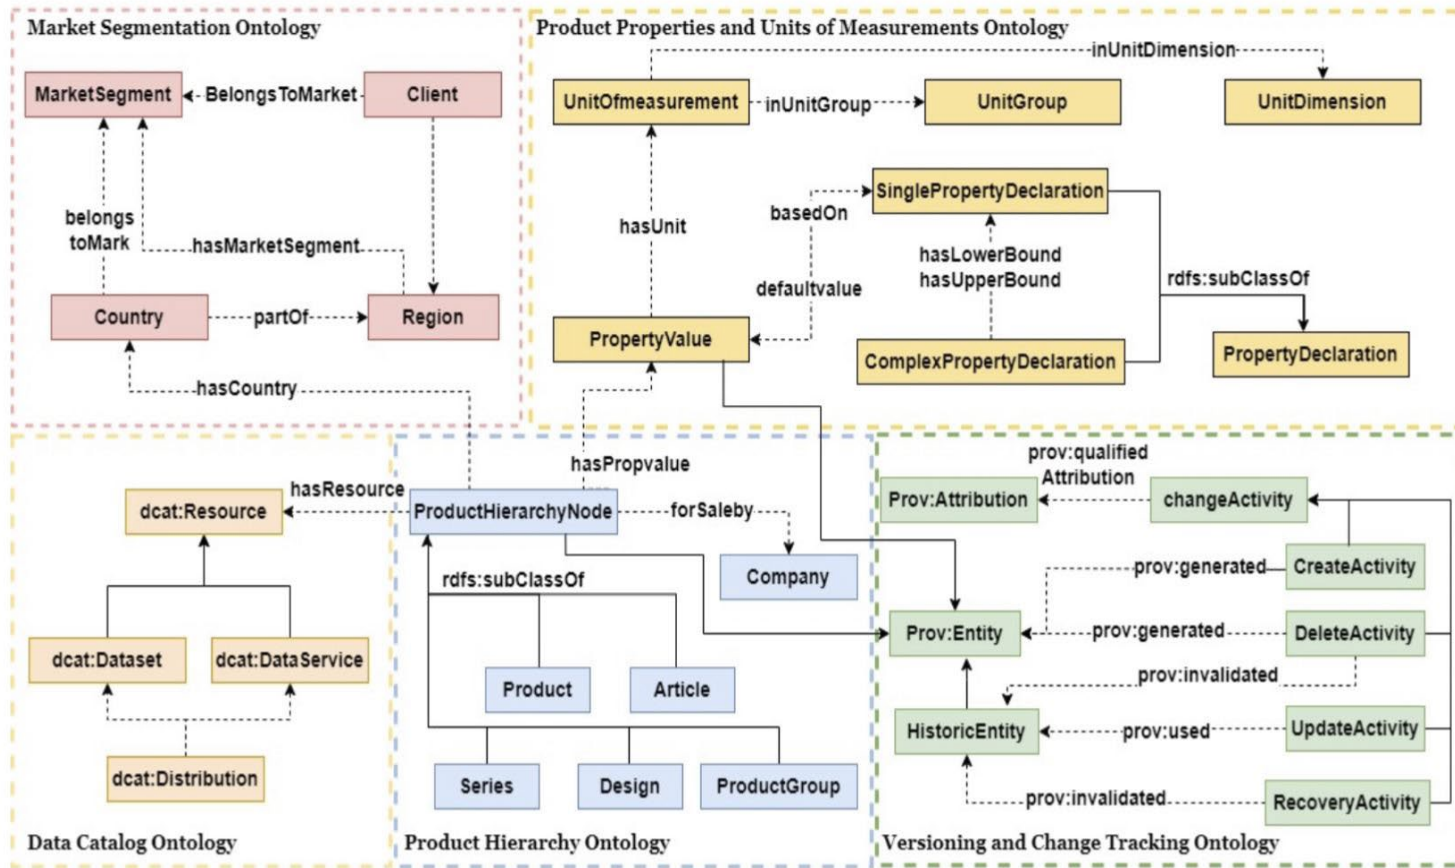 Market Segmentation Ontology
MarketSegment
BelongsToMarket
Client
belongs
toMark
hasMarketSegment
Country
partOf
Region
hasCountry
Product Properties and Units of Measurements Ontology
inUnitDimension
UnitOfmeasurement
inUnitGroup
UnitGroup
UnitDimension
SinglePropertyDeclaration
basedOn
hasUnit
hasLowerBound
hasUpperBound
rdfs:subClassOf
defaultvalue
PropertyValue
ComplexPropertyDeclaration
PropertyDeclaration
hasResource
dcat:Resource
dcat:Dataset
dcat:DataService
dcat:Distribution
Data Catalog Ontology
hasPropvalue
ProductHierarchyNode
forSaleby
Company
rdfs:subClassOf
Product
Article
Series
Design
ProductGroup
Product Hierarchy Ontology
prov:qualified
Attribution
Prov:Attribution
changeActivity
prov:generated
CreateActivity
Prov:Entity
prov:generated
DeleteActivity
prov:invalidated
HistoricEntity
prov:used
UpdateActivity
prov:invalidated
RecoveryActivity
Versioning and Change Tracking Ontology